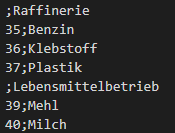 ;Raffinerie
35;Benzin
36;Klebstoff
37;Plastik
;Lebensmittelbetrieb
39;Mehl
40;Milch